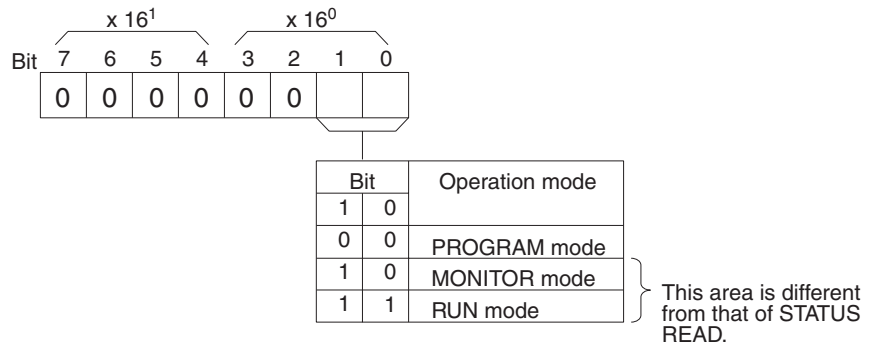 x 16¹ x 16⁰
Bit 7 6 5 4 3 2 1 0
0 0 0 0 0 0
Bit Operation mode
1 0
0 0 PROGRAM mode
1 0 MONITOR mode
1 1 RUN mode
This area is different
from that of STATUS
READ.